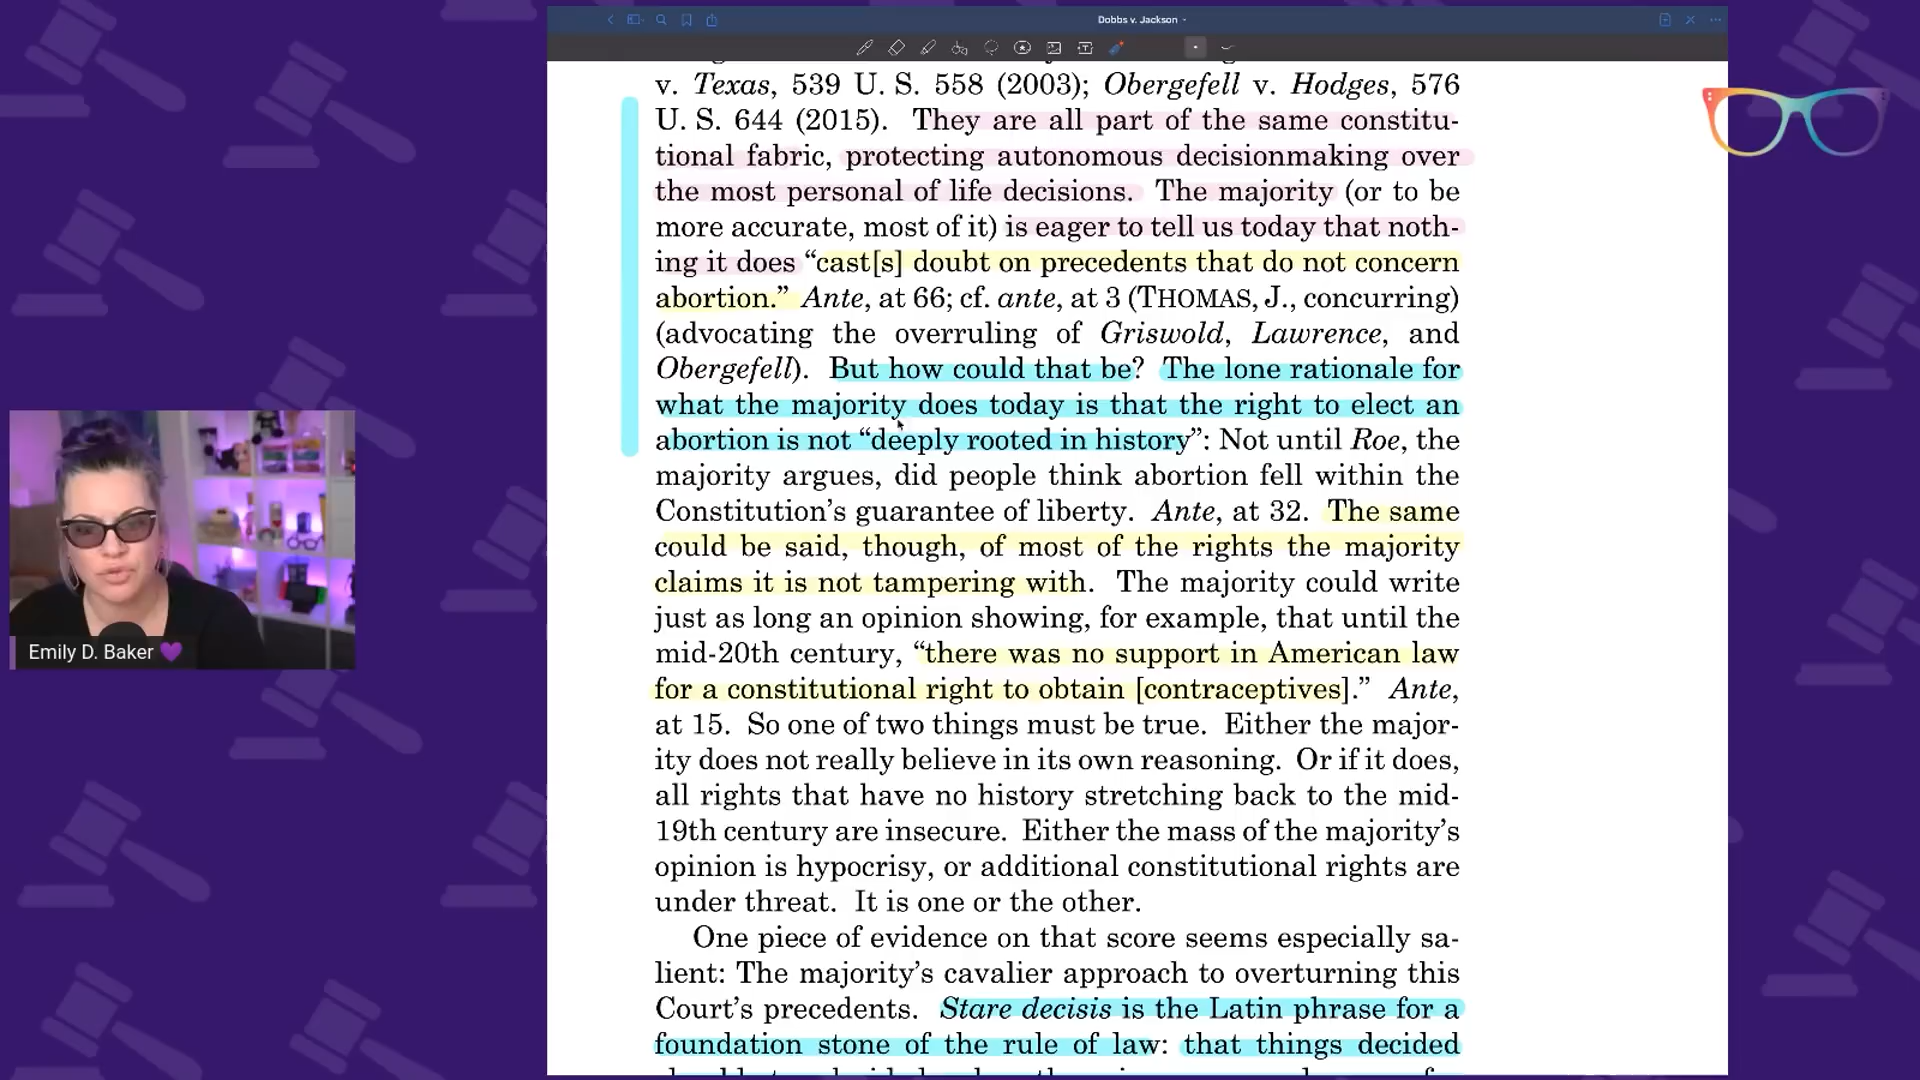 Dobbs v. Jackson
v. Texas, 539 U. S. 558 (2003); Obergefell v. Hodges, 576
U. S. 644 (2015). They are all part of the same constitu-
tional fabric, protecting autonomous decisionmaking over
the most personal of life decisions. The majority (or to be
more accurate, most of it) is eager to tell us today that noth-
ing it does “cast[s] doubt on precedents that do not concern
abortion.” Ante, at 66; cf. ante, at 3 (THOMAS, J., concurring)
(advocating the overruling of Griswold, Lawrence, and
Obergefell). But how could that be? The lone rationale for
what the majority does today is that the right to elect an
abortion is not “deeply rooted in history”: Not until Roe, the
majority argues, did people think abortion fell within the
Constitution’s guarantee of liberty. Ante, at 32. The same
could be said, though, of most of the rights the majority
claims it is not tampering with. The majority could write
just as long an opinion showing, for example, that until the
mid-20th century, “there was no support in American law
for a constitutional right to obtain [contraceptives].” Ante,
at 15. So one of two things must be true. Either the major-
ity does not really believe in its own reasoning. Or if it does,
all rights that have no history stretching back to the mid-
19th century are insecure. Either the mass of the majority’s
opinion is hypocrisy, or additional constitutional rights are
under threat. It is one or the other.
One piece of evidence on that score seems especially sa-
lient: The majority’s cavalier approach to overturning this
Court’s precedents. Stare decisis is the Latin phrase for a
foundation stone of the rule of law: that things decided
Emily D. Baker 💜